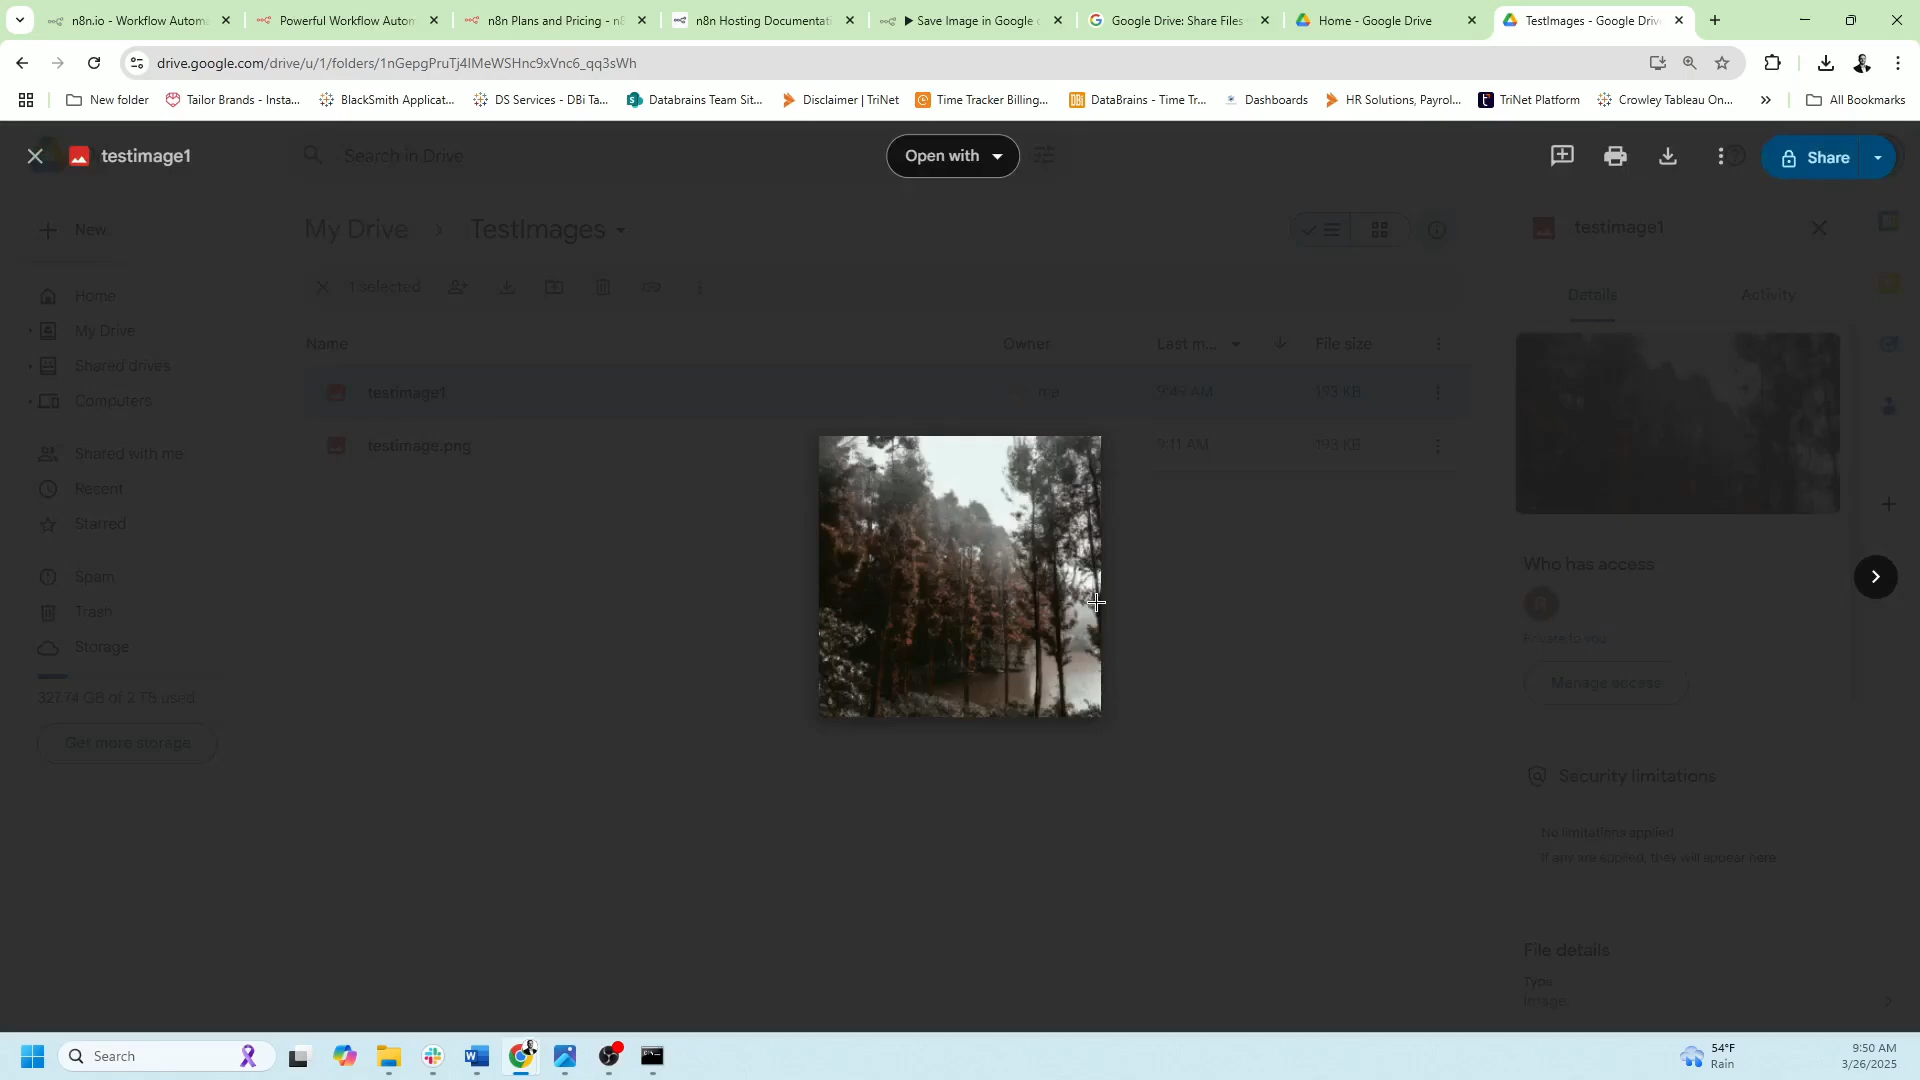 n8n.io - Workflow Automa
Powerful Workflow Autom
n8n Plans and Pricing - n8
n8n Hosting Documentati
▶ Save Image in Google
Google Drive: Share Files
Home - Google Drive
TestImages - Google Driv
drive.google.com/drive/u/1/folders/1nGepgPruTj4lMeWSHnc9xVnc6_qq3sWh
New folder
Tailor Brands - Insta...
BlackSmith Applicat...
DS Services - DBi Ta...
Databrains Team Sit...
Disclaimer | TriNet
Time Tracker Billing...
DataBrains - Time Tr...
Dashboards
HR Solutions, Payrol...
TriNet Platform
Crowley Tableau On...
All Bookmarks
testimage1
Search in Drive
Open with
Share
New
My Drive
TestImages
testimage1
1 selected
Details
Activity
Home
My Drive
Shared drives
Computers
Shared with me
Recent
Starred
Spam
Trash
Storage
327.74 GB of 2 TB used
Get more storage
Name
Owner
Last m...
File size
testimage1
me
9:49 AM
193 KB
testimage.png
9:11 AM
193 KB
Who has access
Private to you
Manage access
Security limitations
No limitations applied
If any are applied, they will appear here
File details
Type
Image
Search
54°F
Rain
9:50 AM
3/26/2025